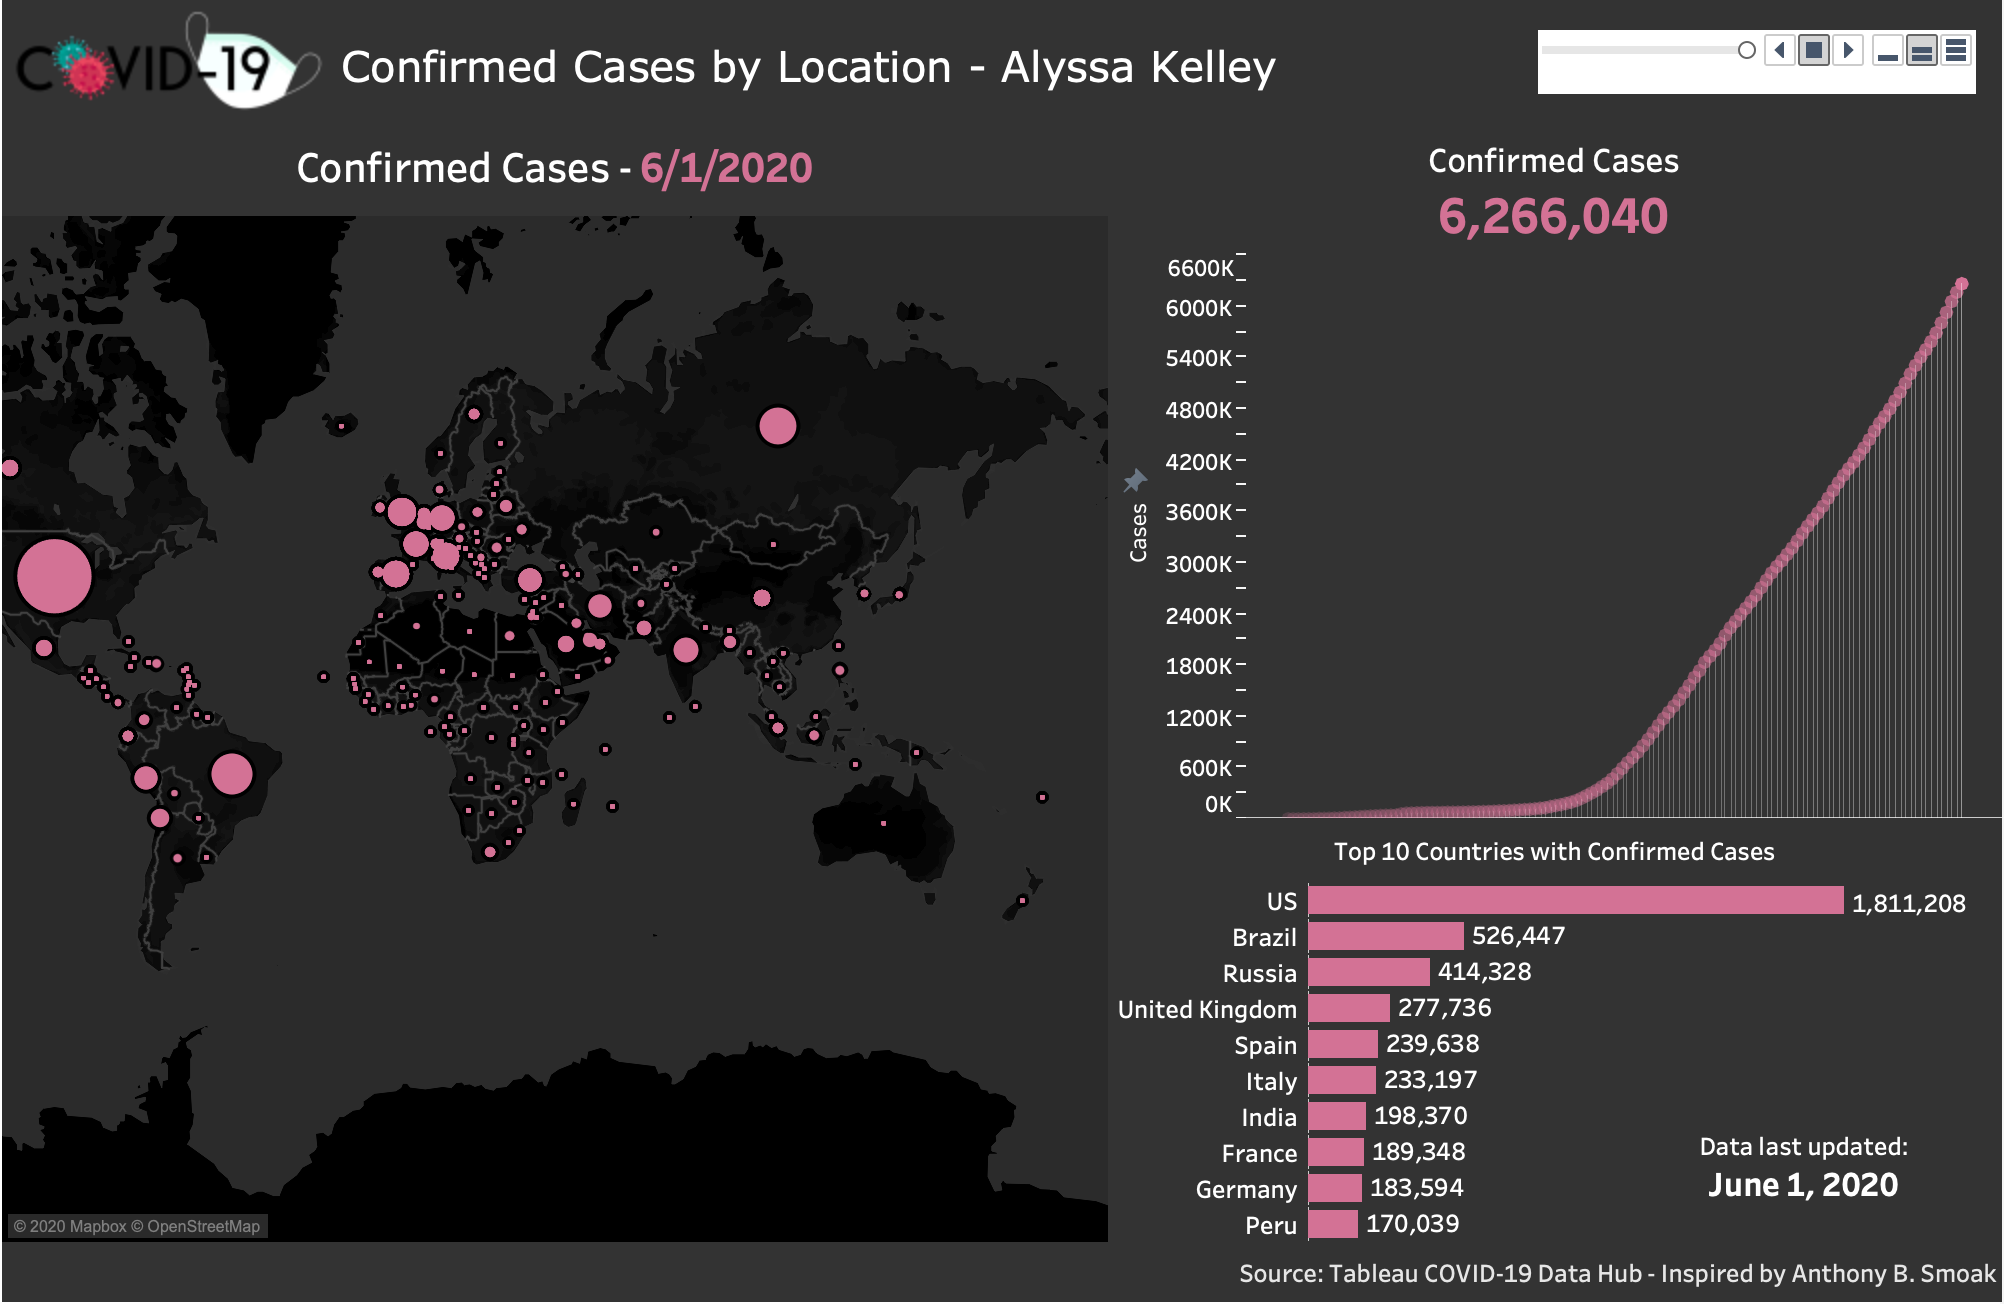 COVID-19
Confirmed Cases by Location - Alyssa Kelley
Confirmed Cases - 6/1/2020
Confirmed Cases
6,266,040
6600K
6000K
5400K
4800K
4200K
3600K
3000K
2400K
1800K
1200K
600K
0K
Cases
Top 10 Countries with Confirmed Cases
US 1,811,208
Brazil 526,447
Russia 414,328
United Kingdom 277,736
Spain 239,638
Italy 233,197
India 198,370
France 189,348
Germany 183,594
Peru 170,039
Data last updated:
June 1, 2020
© 2020 Mapbox © OpenStreetMap
Source: Tableau COVID-19 Data Hub - Inspired by Anthony B. Smoak